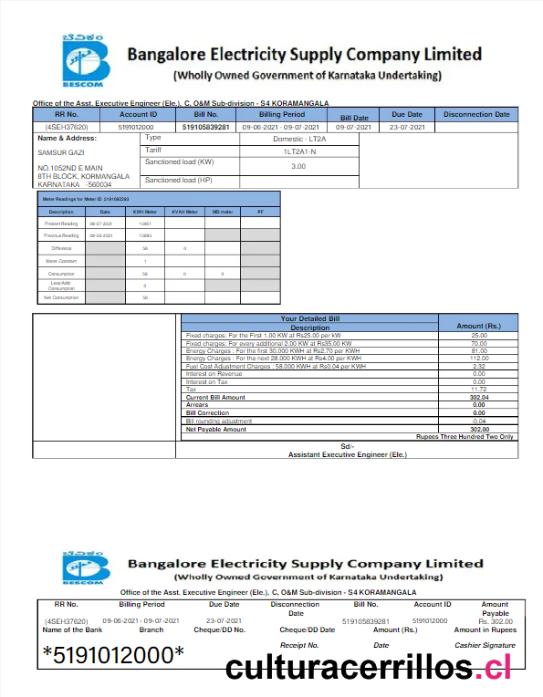 ಬೆವಿಕಂ
BESCOM
Bangalore Electricity Supply Company Limited
(Wholly Owned Government of Karnataka Undertaking)
Office of the Asst. Executive Engineer (Ele.), C, O&M Sub-division - S4 KORAMANGALA
RR No. Account ID Bill No. Billing Period Bill Date Due Date Disconnection Date
(4SEH37620) 5191012000 519105839281 09-06-2021 - 09-07-2021 09-07-2021 23-07-2021
Name & Address: Type Domestic - LT2A
SAMSUR GAZI Tariff 1LT2A1-N
NO.1052ND E MAIN Sanctioned load (KW) 3.00
8TH BLOCK, KORMANGALA
KARNATAKA 560034 Sanctioned load (HP)
Meter Readings for Meter ID
Description Date KWH Meter KVAH Meter MD meter PF
Present Reading
Previous Reading
Difference 58 0
Meter Constant 1
Consumption 58 0 0
Less/Add: Consumption 0
Net Consumption 58
Your Detailed Bill
Description Amount (Rs.)
Fixed charges: For the First 1.00 KW at Rs25.00 per kW 25.00
Fixed charges: For every additional 2.00 KW at Rs35.00 KW 70.00
Energy Charges : For the first 30.000 KWH at Rs2.70 per KWH 81.00
Energy Charges : For the next 28.000 KWH at Rs4.00 per KWH 112.00
Fuel Cost Adjustment Charges : 58.000 KWH at Rs0.04 per KWH 2.32
Interest on Revenue 0.00
Interest on Tax 0.00
Tax 11.72
Current Bill Amount 302.04
Arrears 0.00
Bill Correction 0.00
Bill rounding adjustment 0.04
Net Payable Amount 302.00
Rupees Three Hundred Two Only
Sd/-
Assistant Executive Engineer (Ele.)
ಬೆವಿಕಂ
BESCOM
Bangalore Electricity Supply Company Limited
(Wholly Owned Government of Karnataka Undertaking)
Office of the Asst. Executive Engineer (Ele.), C, O&M Sub-division - S4 KORAMANGALA
RR No. Billing Period Due Date Disconnection Date Bill No. Account ID Amount Payable
(4SEH37620) 09-06-2021 - 09-07-2021 23-07-2021 519105839281 5191012000 Rs. 302.00
Name of the Bank Branch Cheque/DD No. Cheque/DD Date Amount (Rs.) Amount in Rupees
*5191012000* Receipt No. Date Cashier Signature
culturacerrillos.cl